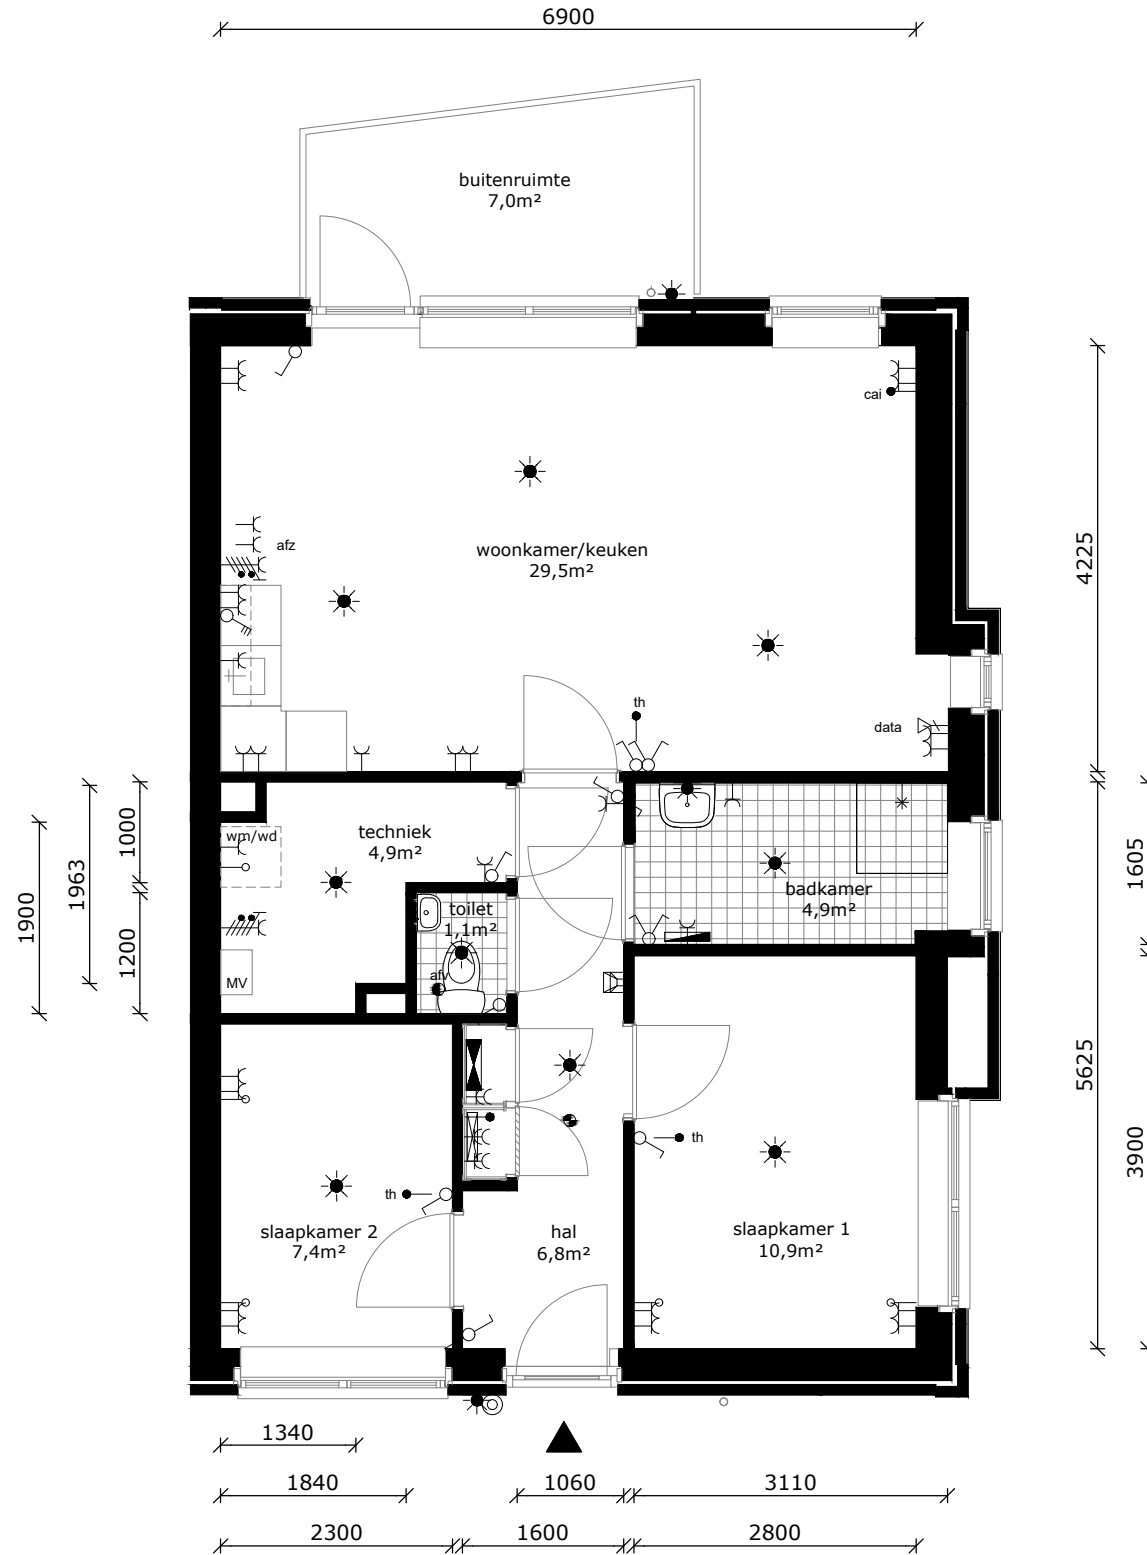 6900
buitenruimte
7,0m²
cai
4225
afz
woonkamer/keuken
29,5m²
th
data
1963
1000
wm/wd
techniek
4,9m²
1605
1900
badkamer
4,9m²
toilet
1,1m²
1200
afv
MV
5625
th
3900
th
slaapkamer 2
7,4m²
hal
6,8m²
slaapkamer 1
10,9m²
1340
1840
1060
3110
2300
1600
2800